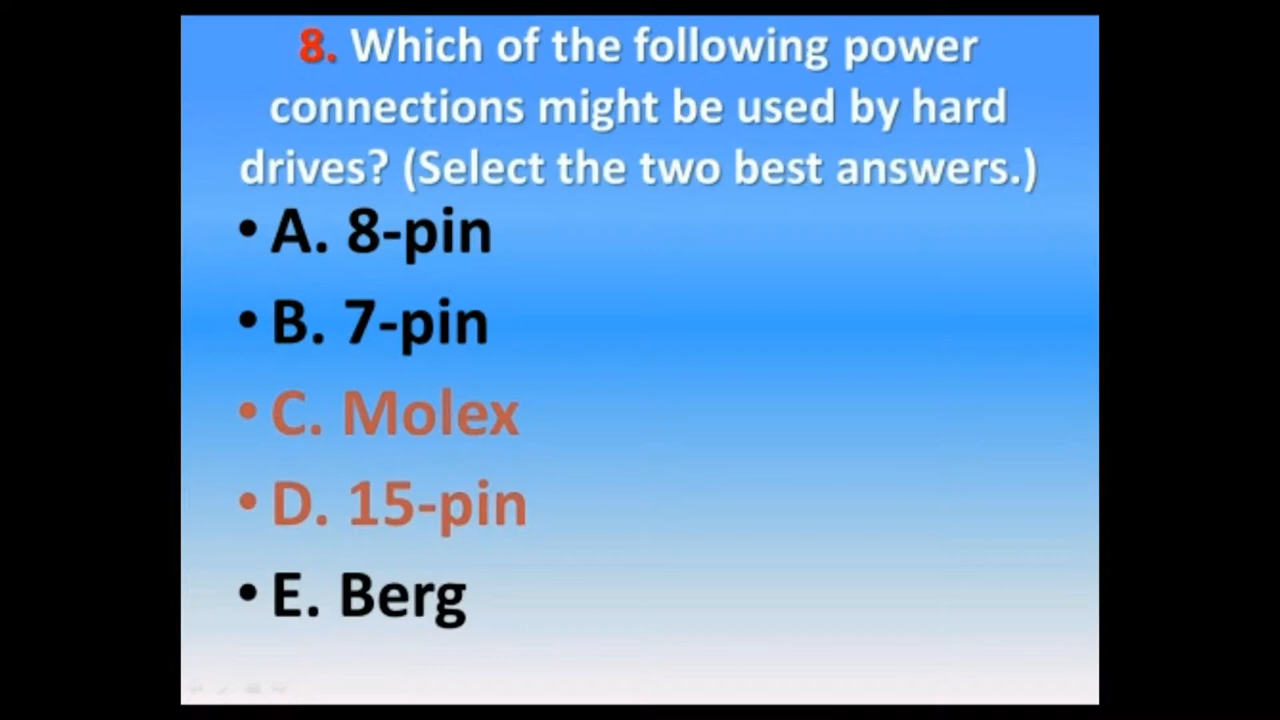 8. Which of the following power
connections might be used by hard
drives? (Select the two best answers.)
• A. 8-pin
• B. 7-pin
• C. Molex
• D. 15-pin
• E. Berg